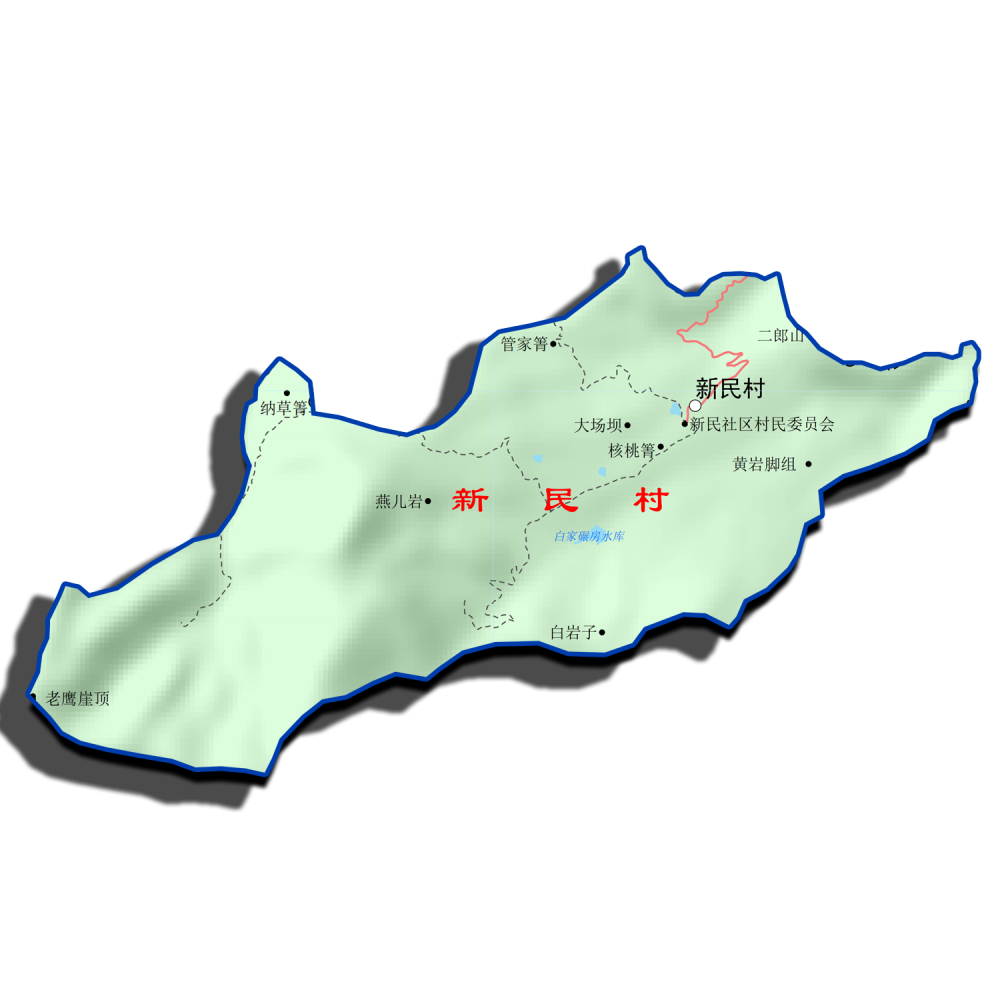 二郎山
管家箐
新民村
纳草箐
大场坝
新民社区村民委员会
核桃箐
黄岩脚组
燕儿岩
新民村
白家碾房水库
白岩子
老鹰崖顶